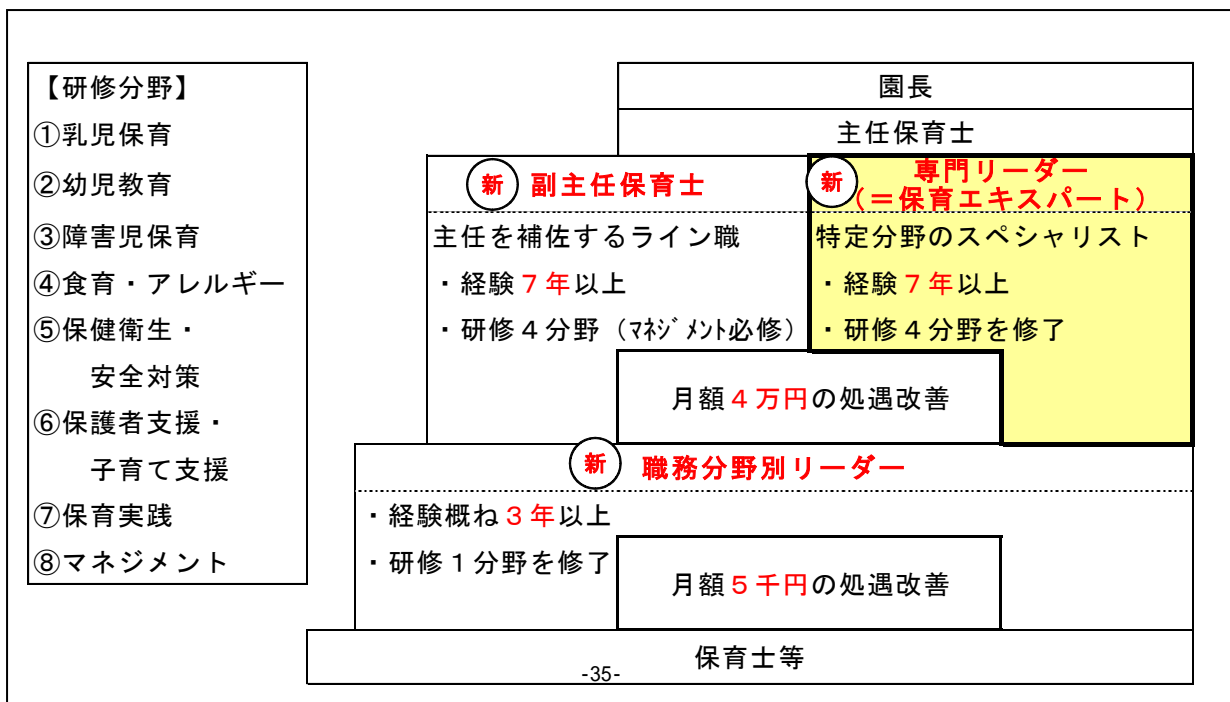 【研修分野】
①乳児保育
②幼児教育
③障害児保育
④食育・アレルギー
⑤保健衛生・
安全対策
⑥保護者支援・
子育て支援
⑦保育実践
⑧マネジメント
園長
主任保育士
新 副主任保育士
主任を補佐するライン職
・経験７年以上
・研修４分野（ﾏﾈｼﾞﾒﾝﾄ必修）
新 専門リーダー
（＝保育エキスパート）
特定分野のスペシャリスト
・経験７年以上
・研修４分野を修了
月額４万円の処遇改善
新 職務分野別リーダー
・経験概ね３年以上
・研修１分野を修了
月額５千円の処遇改善
保育士等
-35-